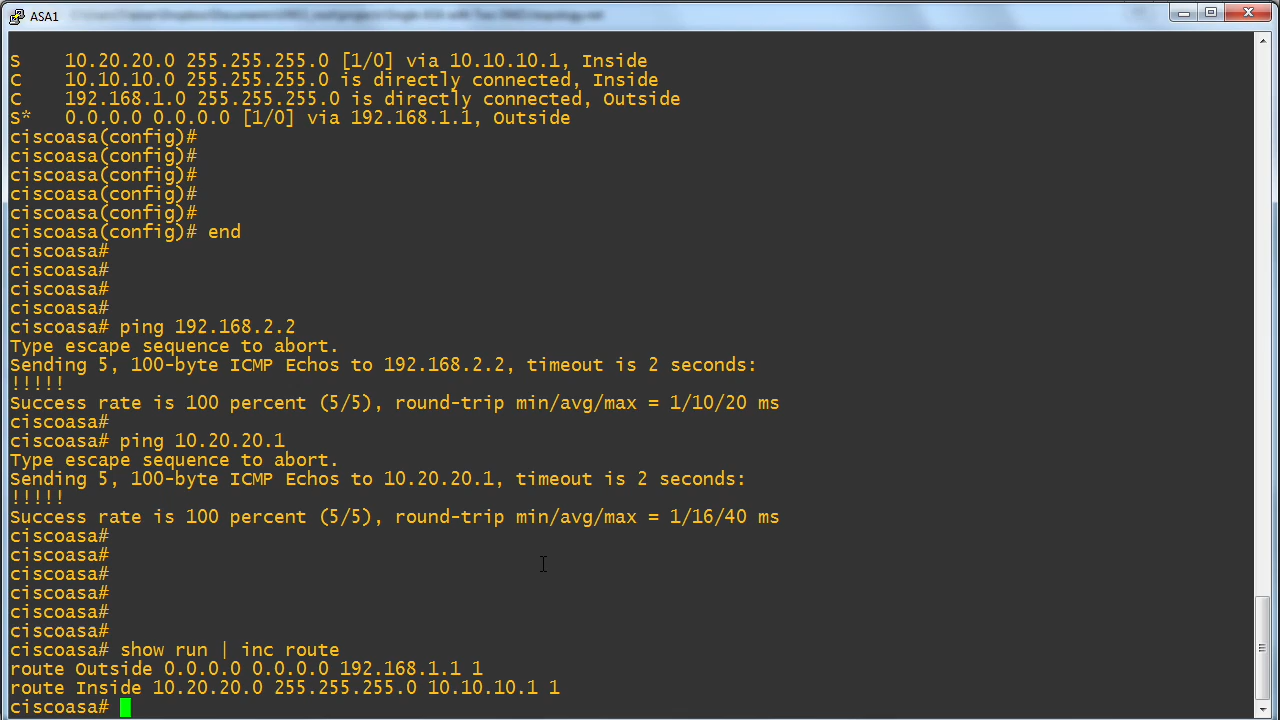 ASA1
S    10.20.20.0 255.255.255.0 [1/0] via 10.10.10.1, Inside
C    10.10.10.0 255.255.255.0 is directly connected, Inside
C    192.168.1.0 255.255.255.0 is directly connected, Outside
S*   0.0.0.0 0.0.0.0 [1/0] via 192.168.1.1, Outside
ciscoasa(config)#
ciscoasa(config)#
ciscoasa(config)#
ciscoasa(config)#
ciscoasa(config)#
ciscoasa(config)# end
ciscoasa#
ciscoasa#
ciscoasa#
ciscoasa#
ciscoasa# ping 192.168.2.2
Type escape sequence to abort.
Sending 5, 100-byte ICMP Echos to 192.168.2.2, timeout is 2 seconds:
!!!!!
Success rate is 100 percent (5/5), round-trip min/avg/max = 1/10/20 ms
ciscoasa#
ciscoasa# ping 10.20.20.1
Type escape sequence to abort.
Sending 5, 100-byte ICMP Echos to 10.20.20.1, timeout is 2 seconds:
!!!!!
Success rate is 100 percent (5/5), round-trip min/avg/max = 1/16/40 ms
ciscoasa#
ciscoasa#
ciscoasa#
ciscoasa#
ciscoasa#
ciscoasa#
ciscoasa# show run | inc route
route Outside 0.0.0.0 0.0.0.0 192.168.1.1 1
route Inside 10.20.20.0 255.255.255.0 10.10.10.1 1
ciscoasa#